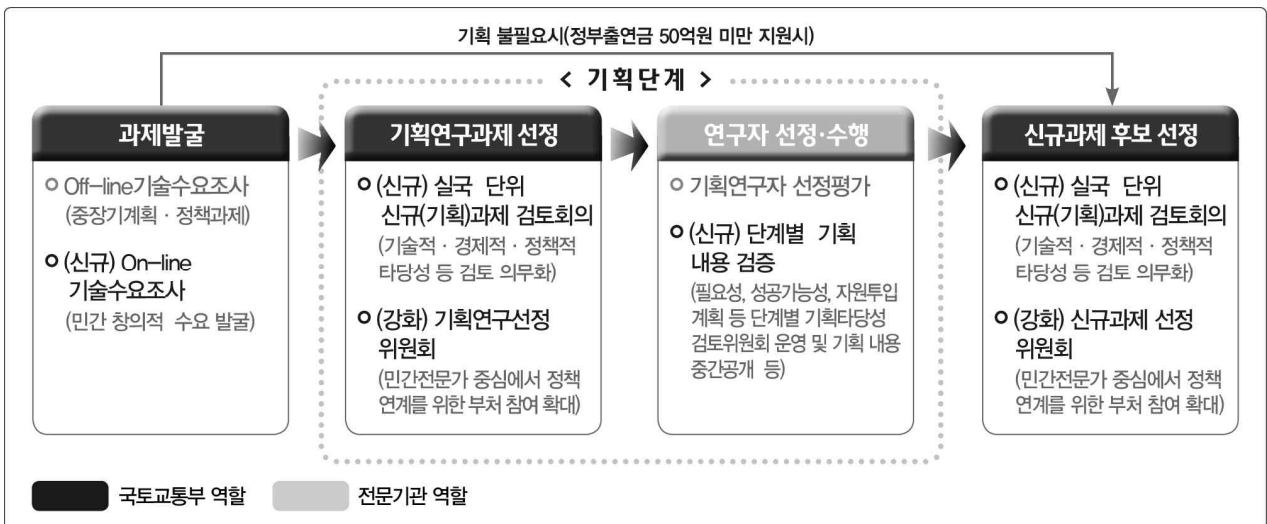 기획 불필요시(정부출연금 50억원 미만 지원시)
< 기획단계 >
과제발굴
Off-line기술수요조사
(중장기계획 · 정책과제)
(신규) On-line
기술수요조사
(민간 창의적 수요 발굴)
기획연구과제 선정
(신규) 실국 단위
신규(기획)과제 검토회의
(기술적 · 경제적 · 정책적
타당성 등 검토 의무화)
(강화) 기획연구선정
위원회
(민간전문가 중심에서 정책
연계를 위한 부처 참여 확대)
연구자 선정·수행
기획연구자 선정평가
(신규) 단계별 기획
내용 검증
(필요성, 성공가능성, 자원투입
계획 등 단계별 기획타당성
검토위원회 운영 및 기획 내용
중간공개 등)
신규과제 후보 선정
(신규) 실국 단위
신규(기획)과제 검토회의
(기술적 · 경제적 · 정책적
타당성 등 검토 의무화)
(강화) 신규과제 선정
위원회
(민간전문가 중심에서 정책
연계를 위한 부처 참여 확대)
국토교통부 역할
전문기관 역할